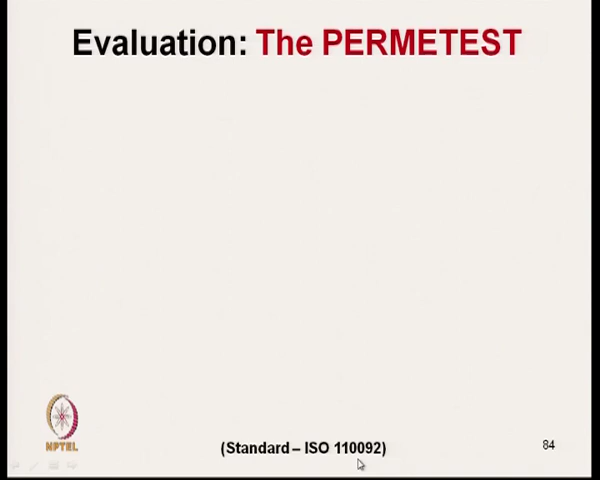 Evaluation: The PERMETEST
NPTEL
(Standard – ISO 110092)
84